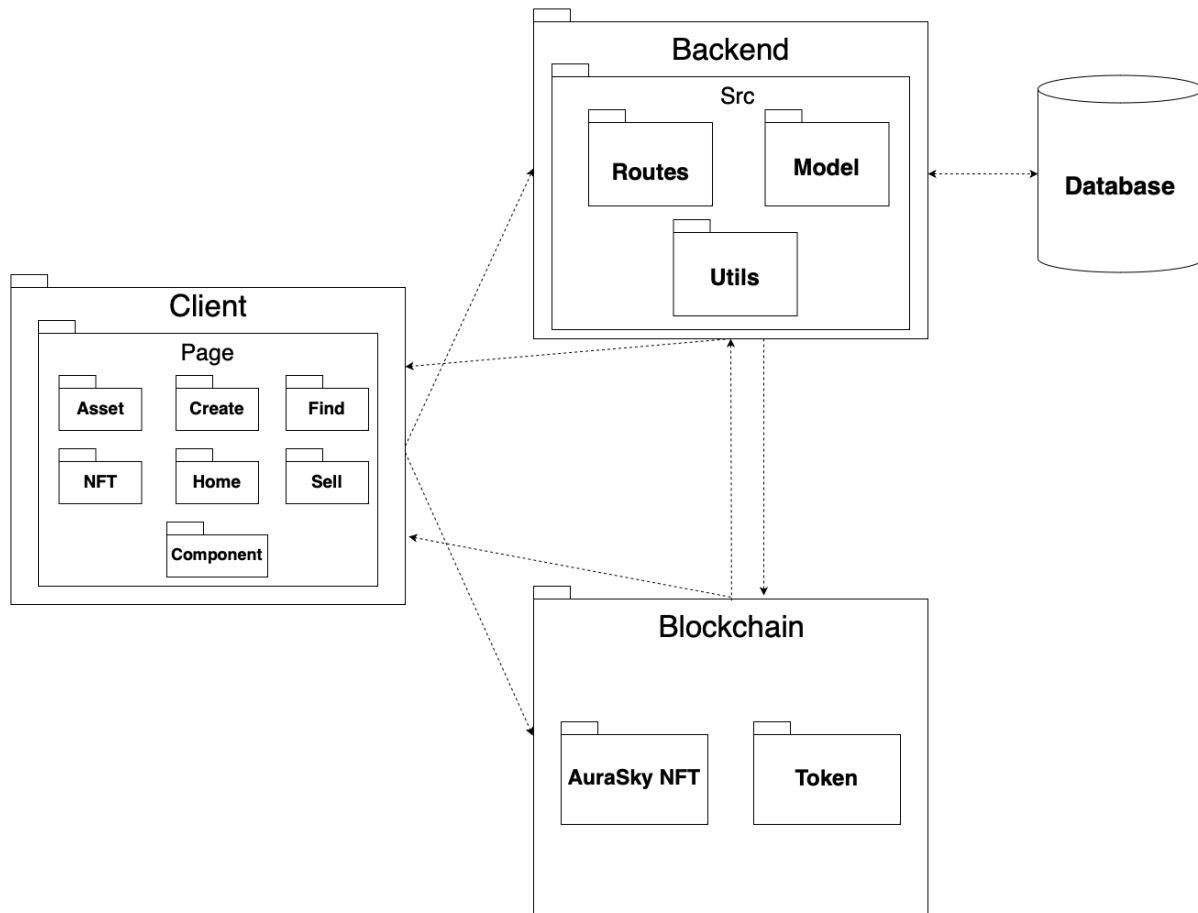 Backend
Src
Routes
Model
Utils
Database
Client
Page
Asset
Create
Find
NFT
Home
Sell
Component
Blockchain
AuraSky NFT
Token